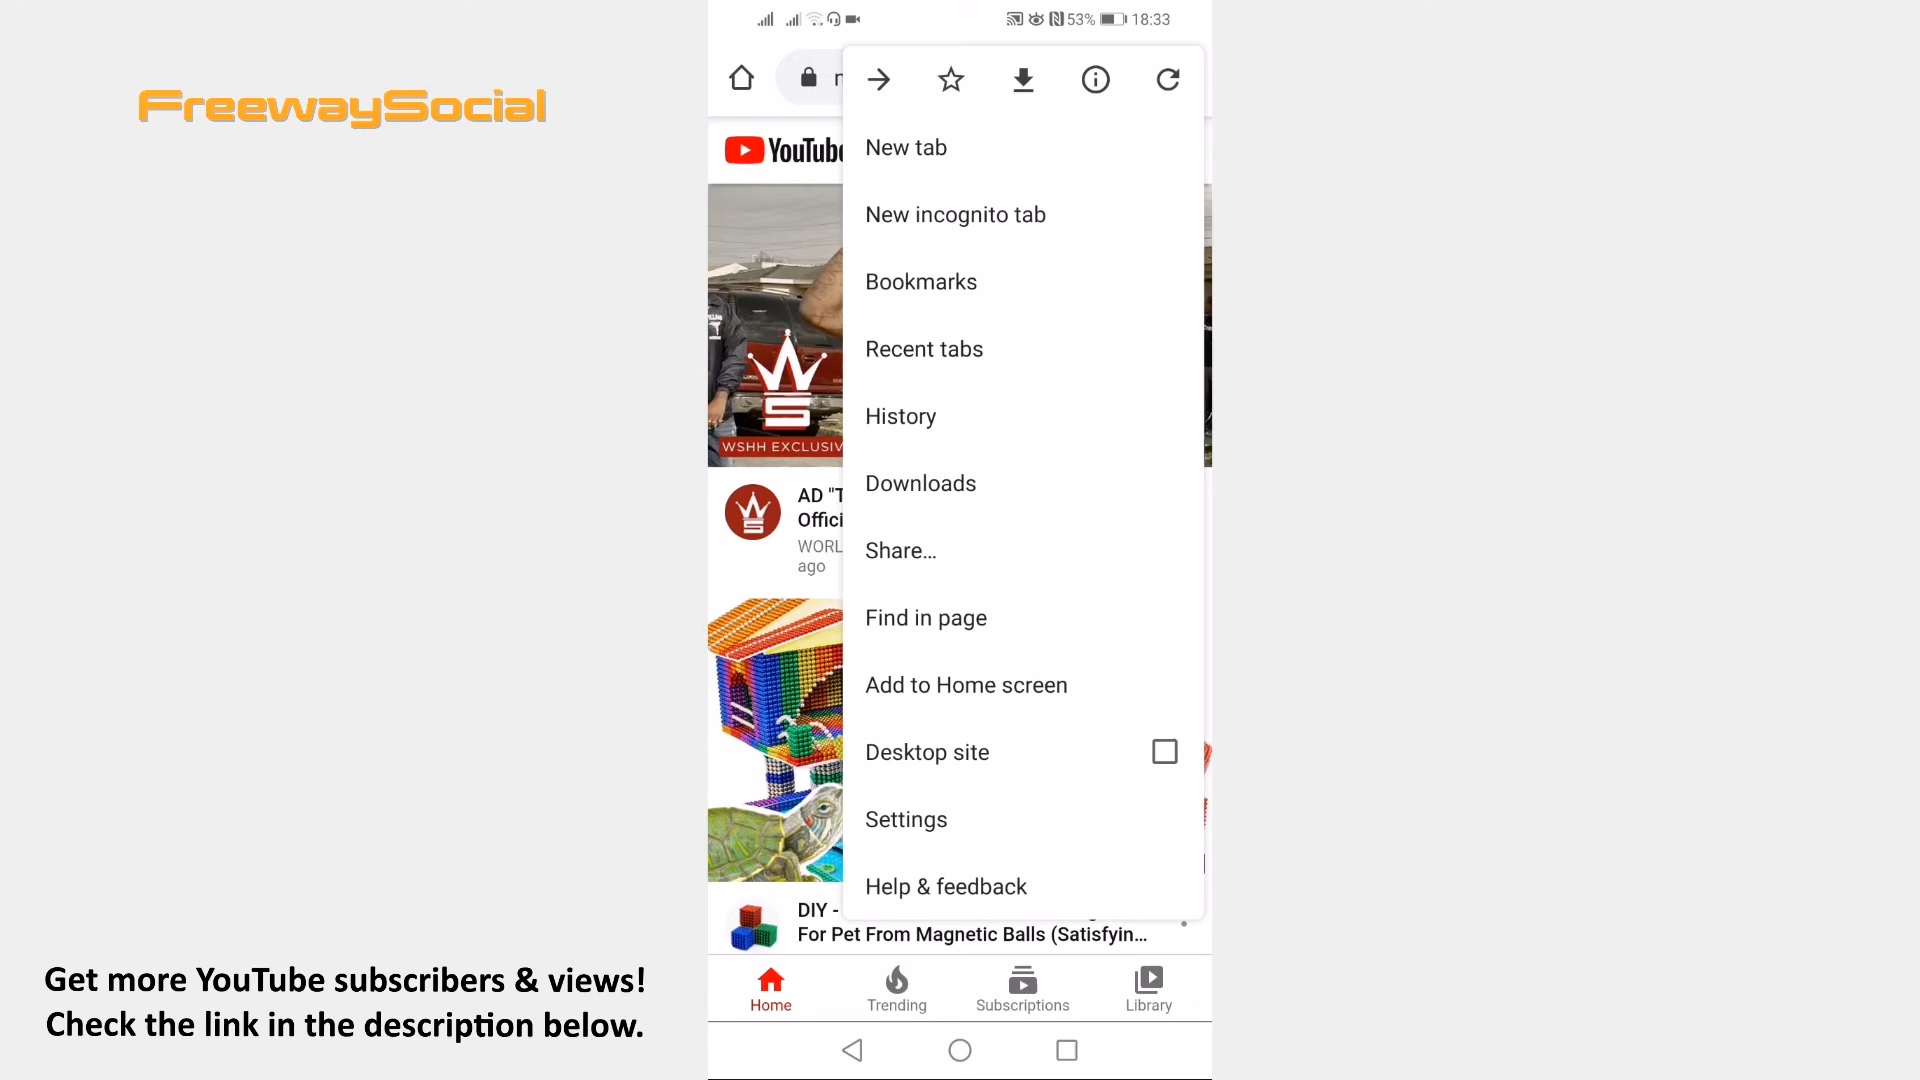 53% 18:33
FreewaySocial
YouTube
New tab
New incognito tab
Bookmarks
Recent tabs
History
Downloads
Share...
Find in page
Add to Home screen
Desktop site
Settings
Help & feedback
WSHH EXCLUSIV
AD "T
Offici
WORL
ago
DIY -
For Pet From Magnetic Balls (Satisfyin...
Home
Trending
Subscriptions
Library
Get more YouTube subscribers & views!
Check the link in the description below.